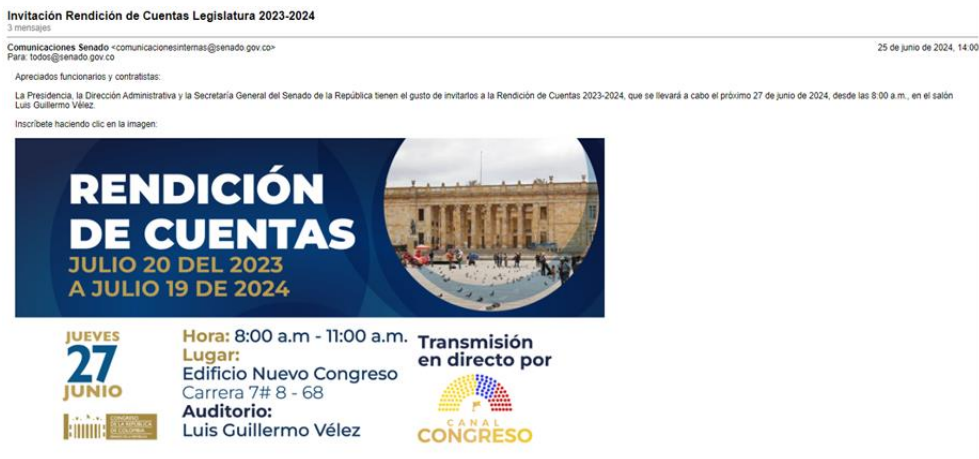 Invitación Rendición de Cuentas Legislatura 2023-2024
3 mensajes
Comunicaciones Senado <comunicacionesinternas@senado.gov.co>
25 de junio de 2024, 14:00
Para: todos@senado.gov.co
Apreciados funcionarios y contratistas:
La Presidencia, la Dirección Administrativa y la Secretaría General del Senado de la República tienen el gusto de invitarlos a la Rendición de Cuentas 2023-2024, que se llevará a cabo el próximo 27 de junio de 2024, desde las 8:00 a.m., en el salón
Luis Guillermo Vélez.
Inscríbete haciendo clic en la imagen:
RENDICIÓN
DE CUENTAS
JULIO 20 DEL 2023
A JULIO 19 DE 2024
JUEVES
27
JUNIO
CONGRESO
DE LA REPÚBLICA
DE COLOMBIA
Hora: 8:00 a.m - 11:00 a.m.
Lugar:
Edificio Nuevo Congreso
Carrera 7# 8 - 68
Auditorio:
Luis Guillermo Vélez
Transmisión
en directo por
CANAL
CONGRESO